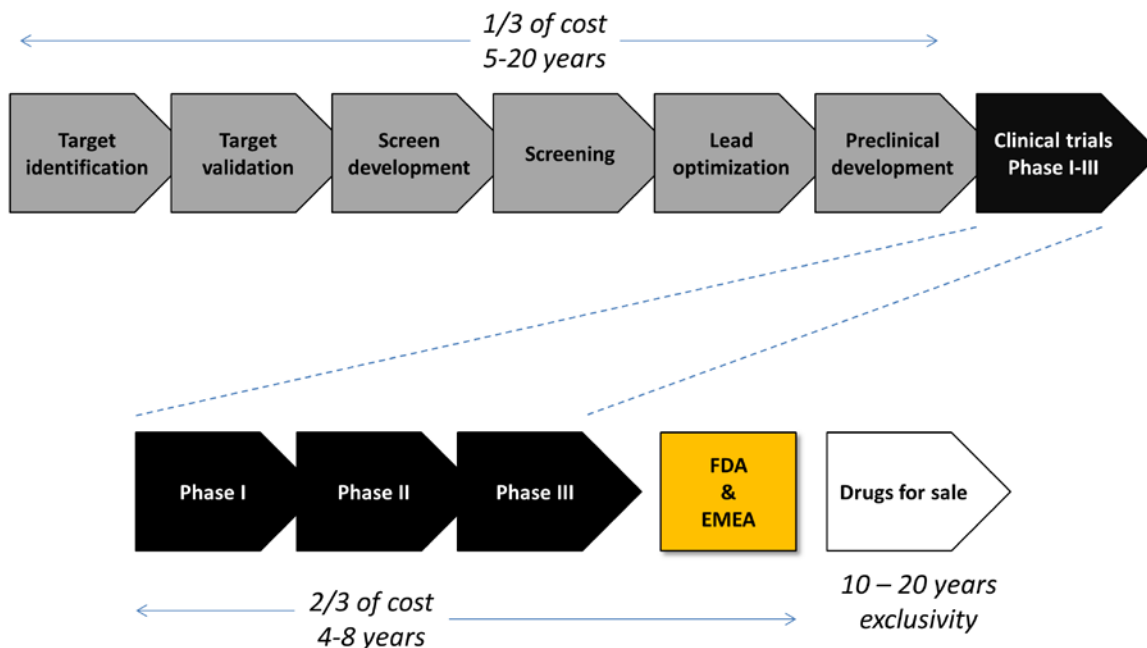 1/3 of cost
5-20 years
Target
identification
Target
validation
Screen
development
Screening
Lead
optimization
Preclinical
development
Clinical trials
Phase I-III
Phase I
Phase II
Phase III
FDA
&
EMEA
Drugs for sale
2/3 of cost
4-8 years
10 – 20 years
exclusivity